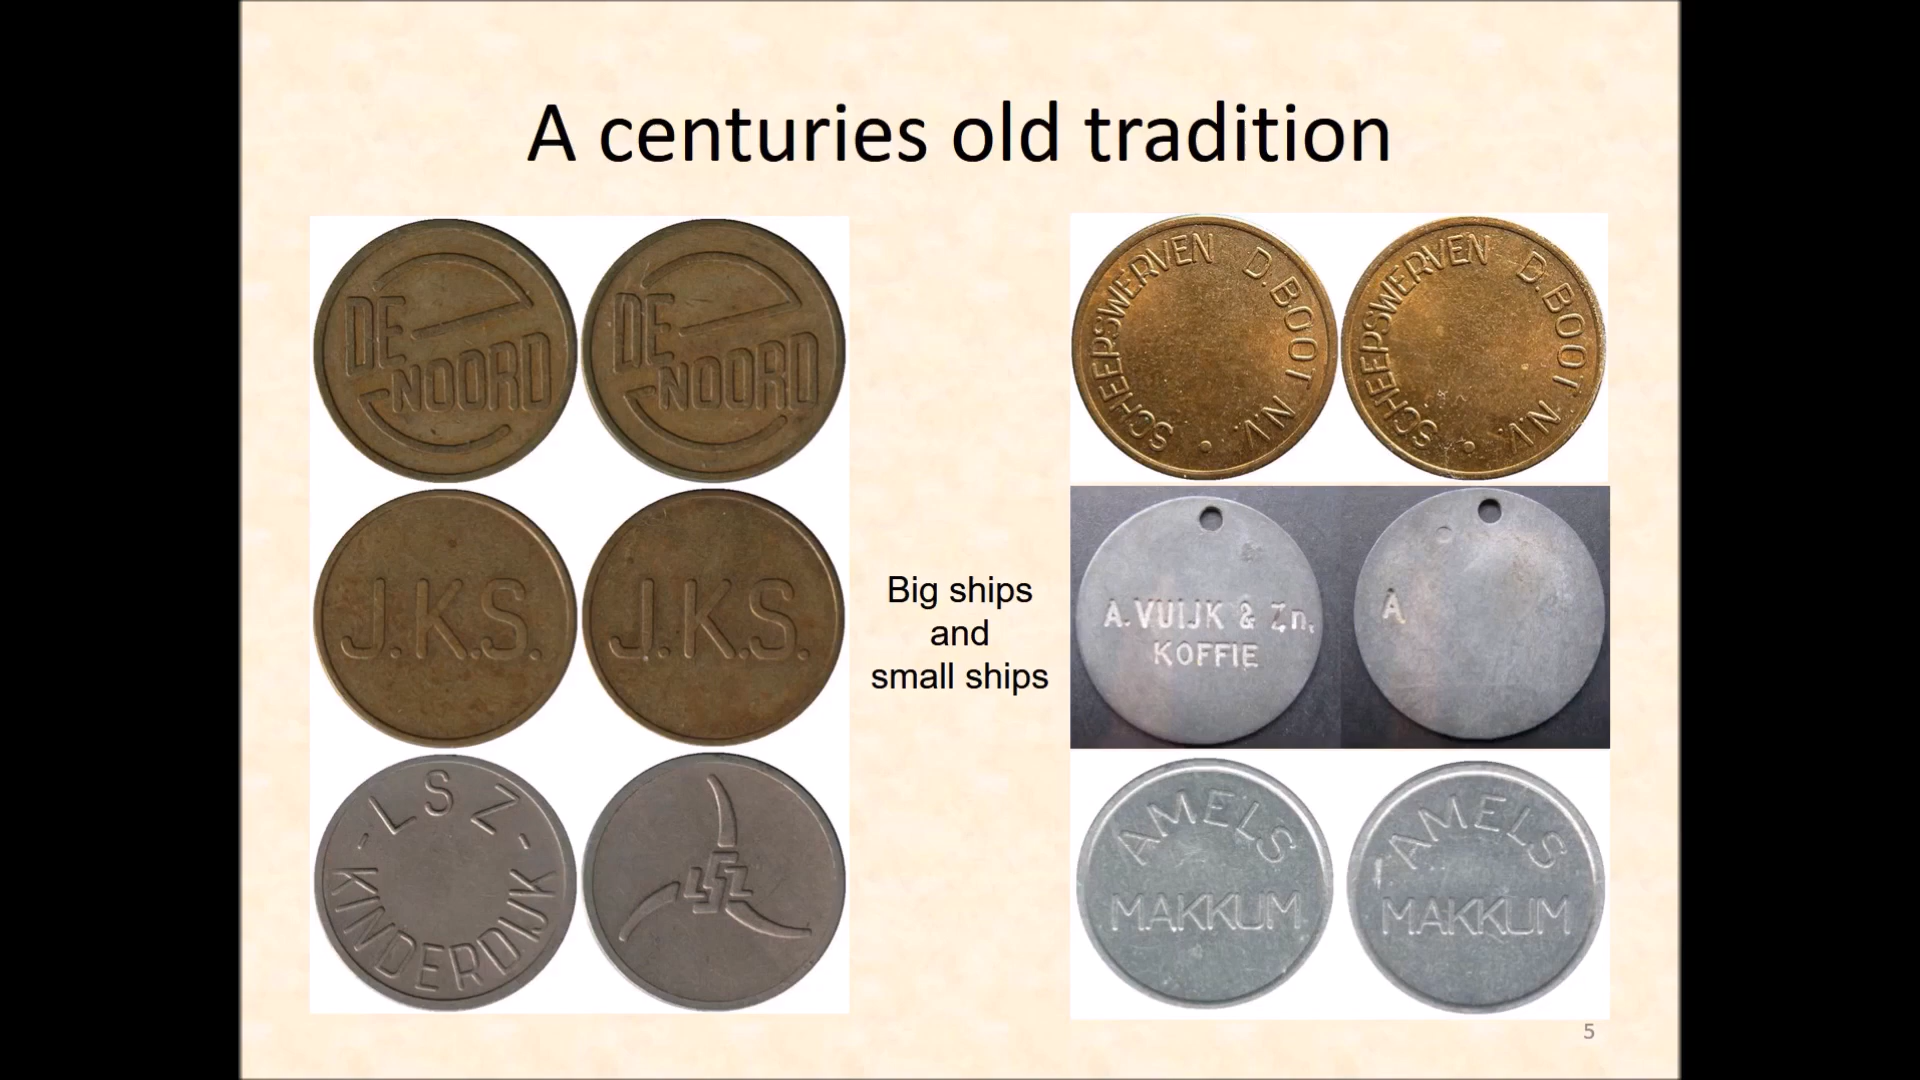 A centuries old tradition
DE
NOORD
DE
NOORD
J.K.S.
J.K.S.
- LSZ -
KINDERDIJK
LSZ
Big ships
and
small ships
SCHEEPSWERVEN D. BOOT N.V.
SCHEEPSWERVEN D. BOOT N.V.
A. VUIJK & Zn.
KOFFIE
A
AMELS
MAKKUM
AMELS
MAKKUM
5